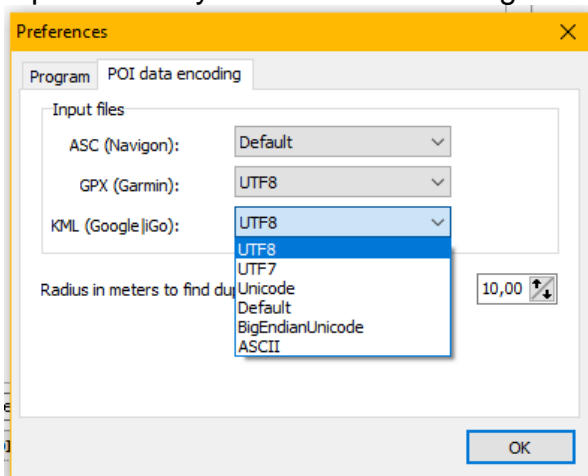 Preferences
Program POI data encoding
Input files
ASC (Navigon): Default
GPX (Garmin): UTF8
KML (Google|iGo): UTF8
UTF8
UTF7
Radius in meters to find Unicode 10,00
Default
BigEndianUnicode
ASCII
OK